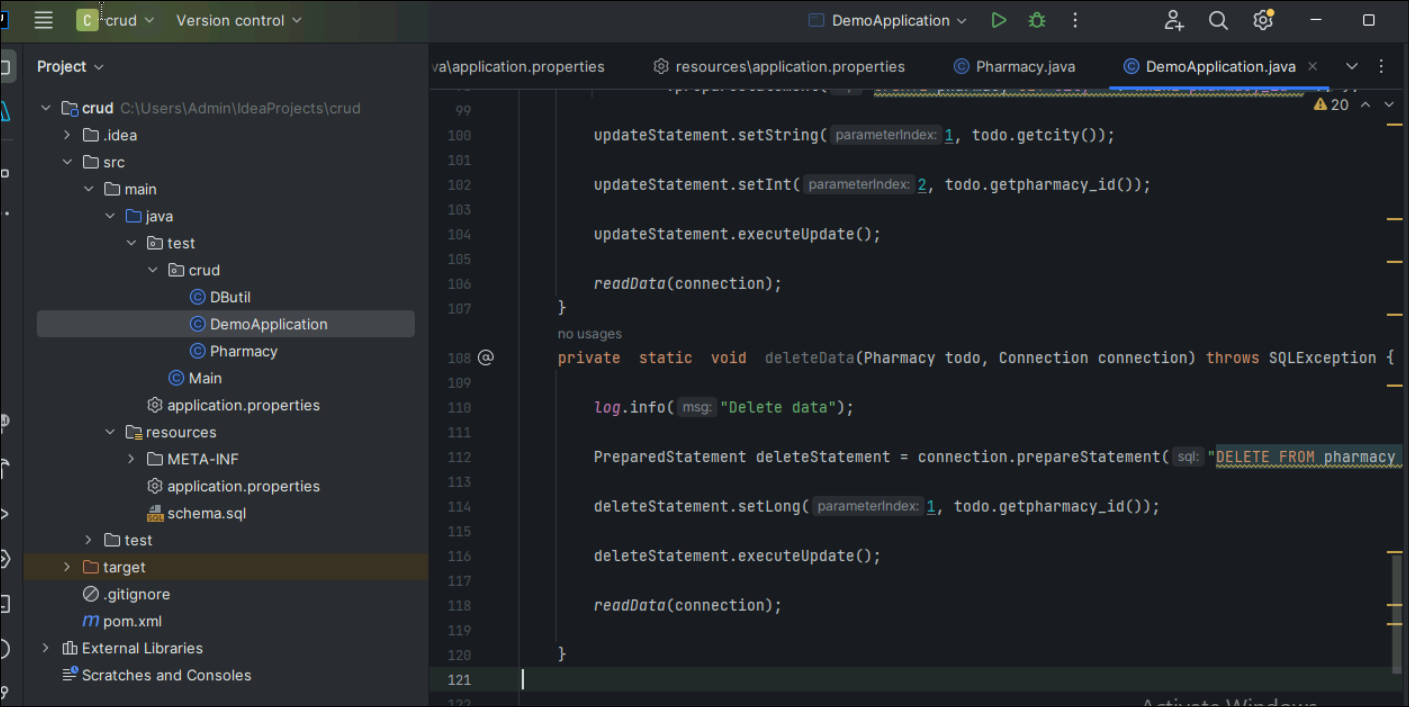 C crud Version control DemoApplication
Project
va\application.properties resources\application.properties Pharmacy.java DemoApplication.java
crud C:\Users\Admin\IdeaProjects\crud
.idea
src
main
java
test
crud
DButil
DemoApplication
Pharmacy
Main
application.properties
resources
META-INF
application.properties
SQL schema.sql
test
target
.gitignore
m pom.xml
External Libraries
Scratches and Consoles
20
99
100 updateStatement.setString( parameterIndex: 1, todo.getcity());
101
102 updateStatement.setInt( parameterIndex: 2, todo.getpharmacy_id());
103
104 updateStatement.executeUpdate();
105
106 readData(connection);
107 }
no usages
108 @ private static void deleteData(Pharmacy todo, Connection connection) throws SQLException {
109
110 log.info( msg: "Delete data");
111
112 PreparedStatement deleteStatement = connection.prepareStatement( sql: "DELETE FROM pharmacy
113
114 deleteStatement.setLong( parameterIndex: 1, todo.getpharmacy_id());
115
116 deleteStatement.executeUpdate();
117
118 readData(connection);
119
120 }
121
122
Activate Windows